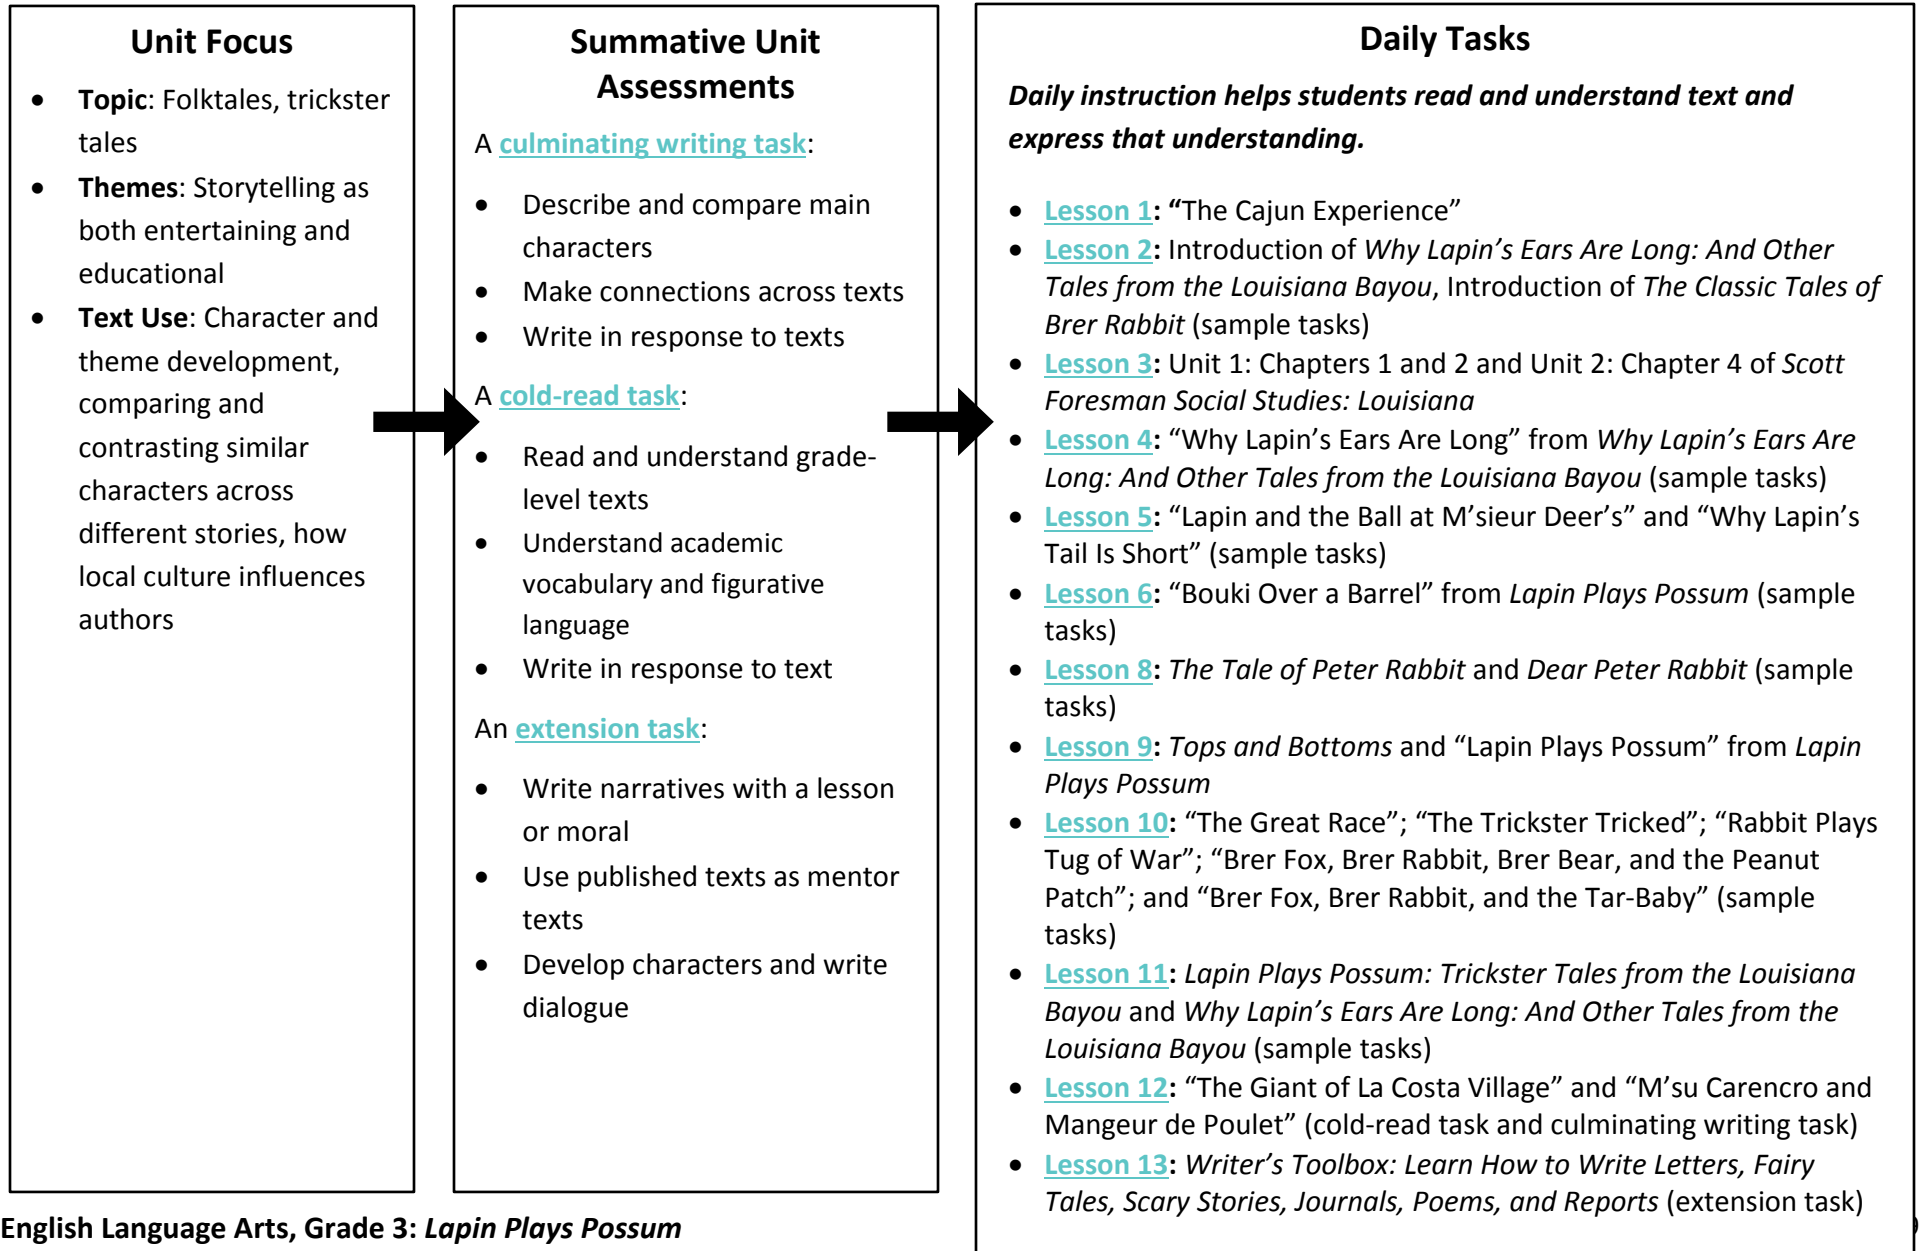 Unit Focus
• Topic: Folktales, trickster
tales
• Themes: Storytelling as
both entertaining and
educational
• Text Use: Character and
theme development,
comparing and
contrasting similar
characters across
different stories, how
local culture influences
authors
Summative Unit
Assessments
A culminating writing task:
• Describe and compare main
characters
• Make connections across texts
• Write in response to texts
A cold-read task:
• Read and understand grade-
level texts
• Understand academic
vocabulary and figurative
language
• Write in response to text
An extension task:
• Write narratives with a lesson
or moral
• Use published texts as mentor
texts
• Develop characters and write
dialogue
Daily Tasks
Daily instruction helps students read and understand text and
express that understanding.
• Lesson 1: “The Cajun Experience”
• Lesson 2: Introduction of Why Lapin’s Ears Are Long: And Other
Tales from the Louisiana Bayou, Introduction of The Classic Tales of
Brer Rabbit (sample tasks)
• Lesson 3: Unit 1: Chapters 1 and 2 and Unit 2: Chapter 4 of Scott
Foresman Social Studies: Louisiana
• Lesson 4: “Why Lapin’s Ears Are Long” from Why Lapin’s Ears Are
Long: And Other Tales from the Louisiana Bayou (sample tasks)
• Lesson 5: “Lapin and the Ball at M’sieur Deer’s” and “Why Lapin’s
Tail Is Short” (sample tasks)
• Lesson 6: “Bouki Over a Barrel” from Lapin Plays Possum (sample
tasks)
• Lesson 8: The Tale of Peter Rabbit and Dear Peter Rabbit (sample
tasks)
• Lesson 9: Tops and Bottoms and “Lapin Plays Possum” from Lapin
Plays Possum
• Lesson 10: “The Great Race”; “The Trickster Tricked”; “Rabbit Plays
Tug of War”; “Brer Fox, Brer Rabbit, Brer Bear, and the Peanut
Patch”; and “Brer Fox, Brer Rabbit, and the Tar-Baby” (sample
tasks)
• Lesson 11: Lapin Plays Possum: Trickster Tales from the Louisiana
Bayou and Why Lapin’s Ears Are Long: And Other Tales from the
Louisiana Bayou (sample tasks)
• Lesson 12: “The Giant of La Costa Village” and “M’su Carencro and
Mangeur de Poulet” (cold-read task and culminating writing task)
• Lesson 13: Writer’s Toolbox: Learn How to Write Letters, Fairy
Tales, Scary Stories, Journals, Poems, and Reports (extension task)
English Language Arts, Grade 3: Lapin Plays Possum